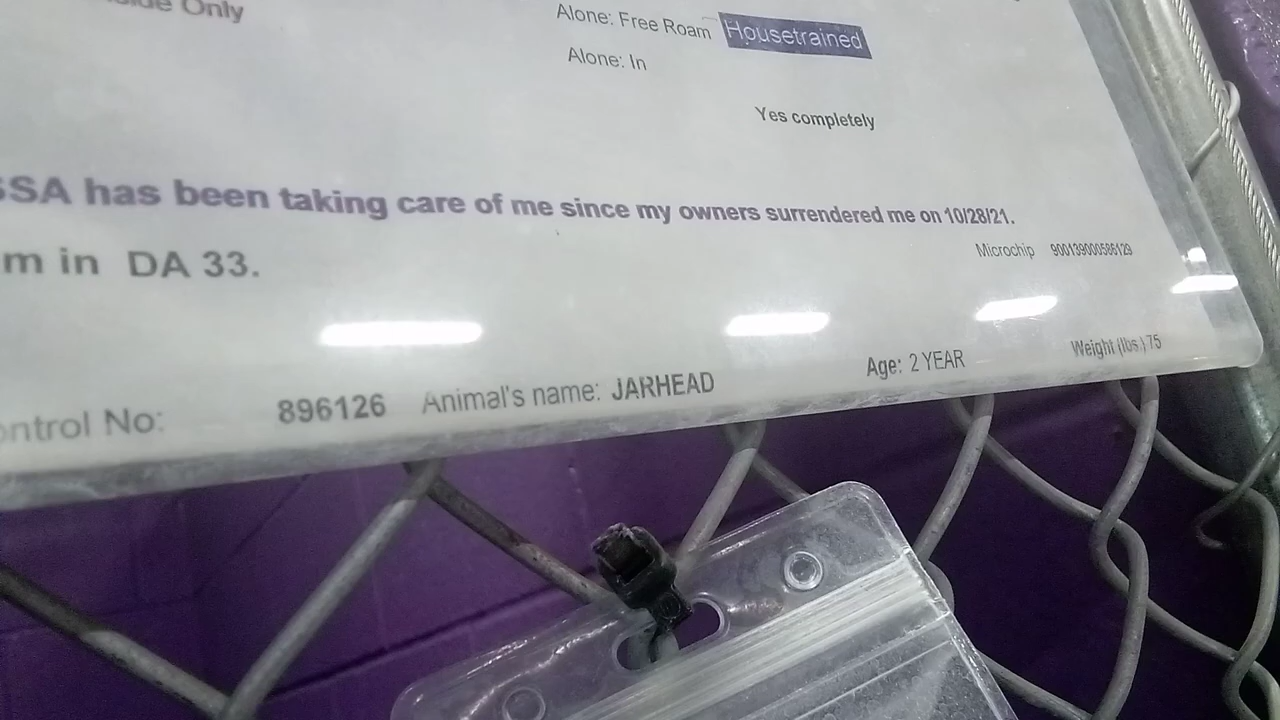 Only
Alone: Free Roam Housetrained
Alone: In
Yes completely
SSA has been taking care of me since my owners surrendered me on 10/28/21.
m in DA 33.
Microchip 900139000586129
ontrol No: 896126 Animal's name: JARHEAD Age: 2 YEAR Weight (lbs.) 75